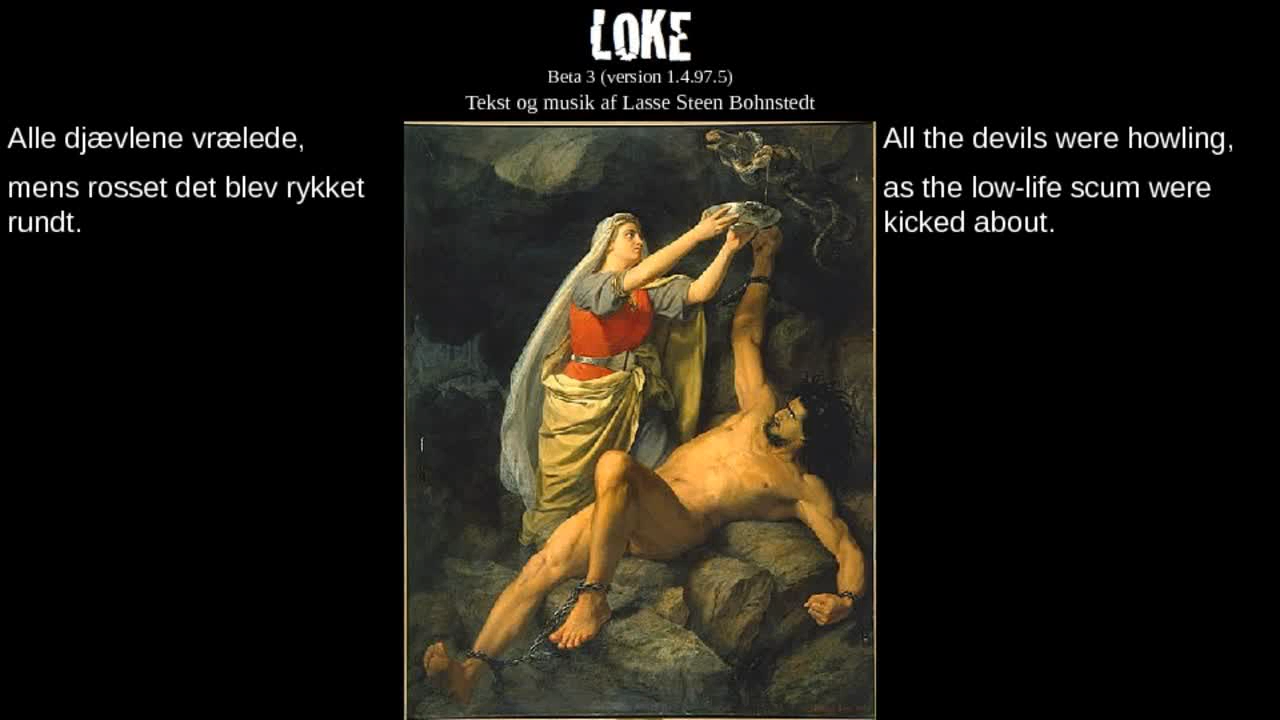 LOKE
Beta 3 (version 1.4.97.5)
Tekst og musik af Lasse Steen Bohnstedt
Alle djævlene vrælede,
mens rosset det blev rykket
rundt.
All the devils were howling,
as the low-life scum were
kicked about.